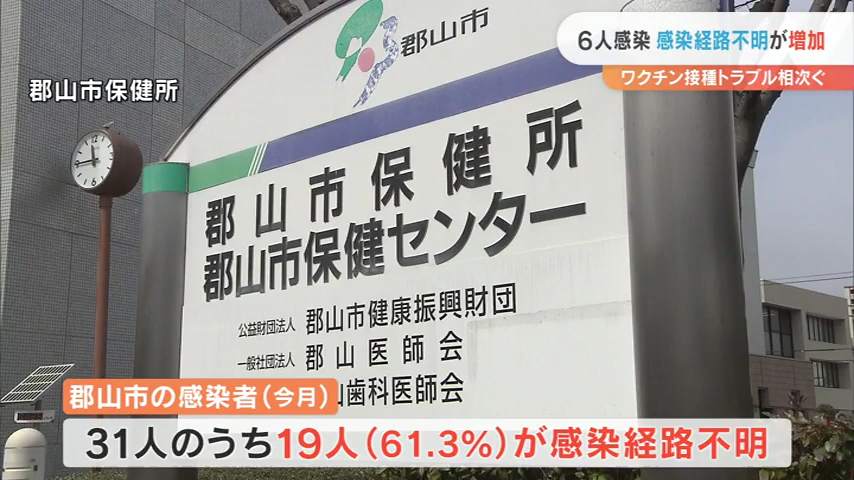 6人感染 感染経路不明が増加
ワクチン接種トラブル相次ぐ
郡山市保健所
郡山市
郡山市保健所
郡山市保健センター
公益財団法人 郡山市健康振興財団
一般社団法人 郡山医師会
山歯科医師会
郡山市の感染者(今月)
31人のうち19人(61.3%)が感染経路不明